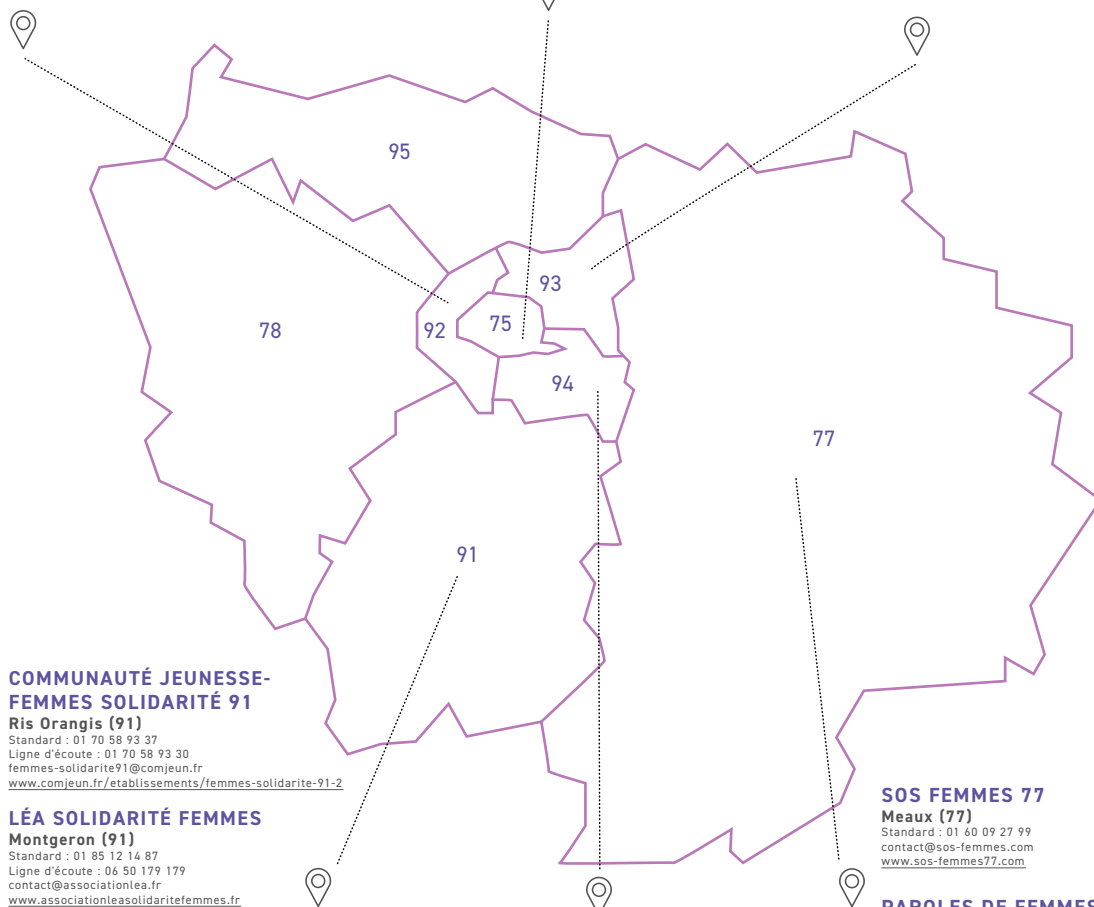 95
93
78
92
75
94
77
91
COMMUNAUTÉ JEUNESSE-
FEMMES SOLIDARITÉ 91
Ris Orangis (91)
Standard : 01 70 58 93 37
Ligne d'écoute : 01 70 58 93 30
femmes-solidarite91@comjeun.fr
www.comjeun.fr/etablissements/femmes-solidarite-91-2
LÉA SOLIDARITÉ FEMMES
Montgeron (91)
Standard : 01 85 12 14 87
Ligne d'écoute : 06 50 179 179
contact@associationlea.fr
www.associationleasolidaritefemmes.fr
SOS FEMMES 77
Meaux (77)
Standard : 01 60 09 27 99
contact@sos-femmes.com
www.sos-femmes77.com
PAROLES DE FEMMES